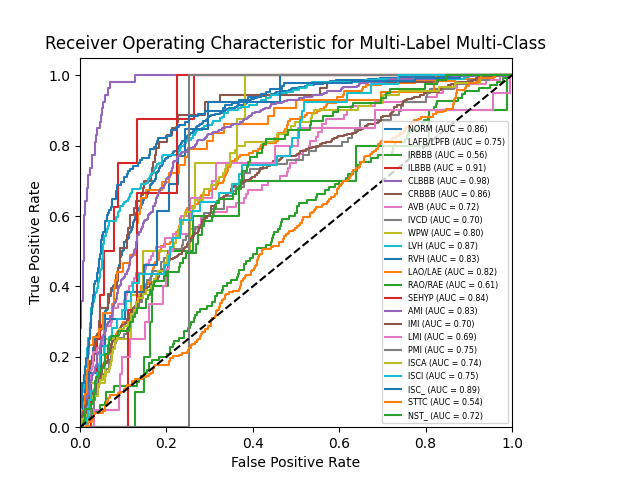 Receiver Operating Characteristic for Multi-Label Multi-Class
1.0
0.8
0.6
0.4
0.2
0.0
True Positive Rate
NORM (AUC = 0.86)
LAFB/LPFB (AUC = 0.75)
IRBBB (AUC = 0.56)
ILBBB (AUC = 0.91)
CLBBB (AUC = 0.98)
CRBBB (AUC = 0.86)
AVB (AUC = 0.72)
IVCD (AUC = 0.70)
WPW (AUC = 0.80)
LVH (AUC = 0.87)
RVH (AUC = 0.83)
LAO/LAE (AUC = 0.82)
RAO/RAE (AUC = 0.61)
SEHYP (AUC = 0.84)
AMI (AUC = 0.83)
IMI (AUC = 0.70)
LMI (AUC = 0.69)
PMI (AUC = 0.75)
ISCA (AUC = 0.74)
ISCI (AUC = 0.75)
ISC_ (AUC = 0.89)
STTC (AUC = 0.54)
NST_ (AUC = 0.72)
0.0 0.2 0.4 0.6 0.8 1.0
False Positive Rate